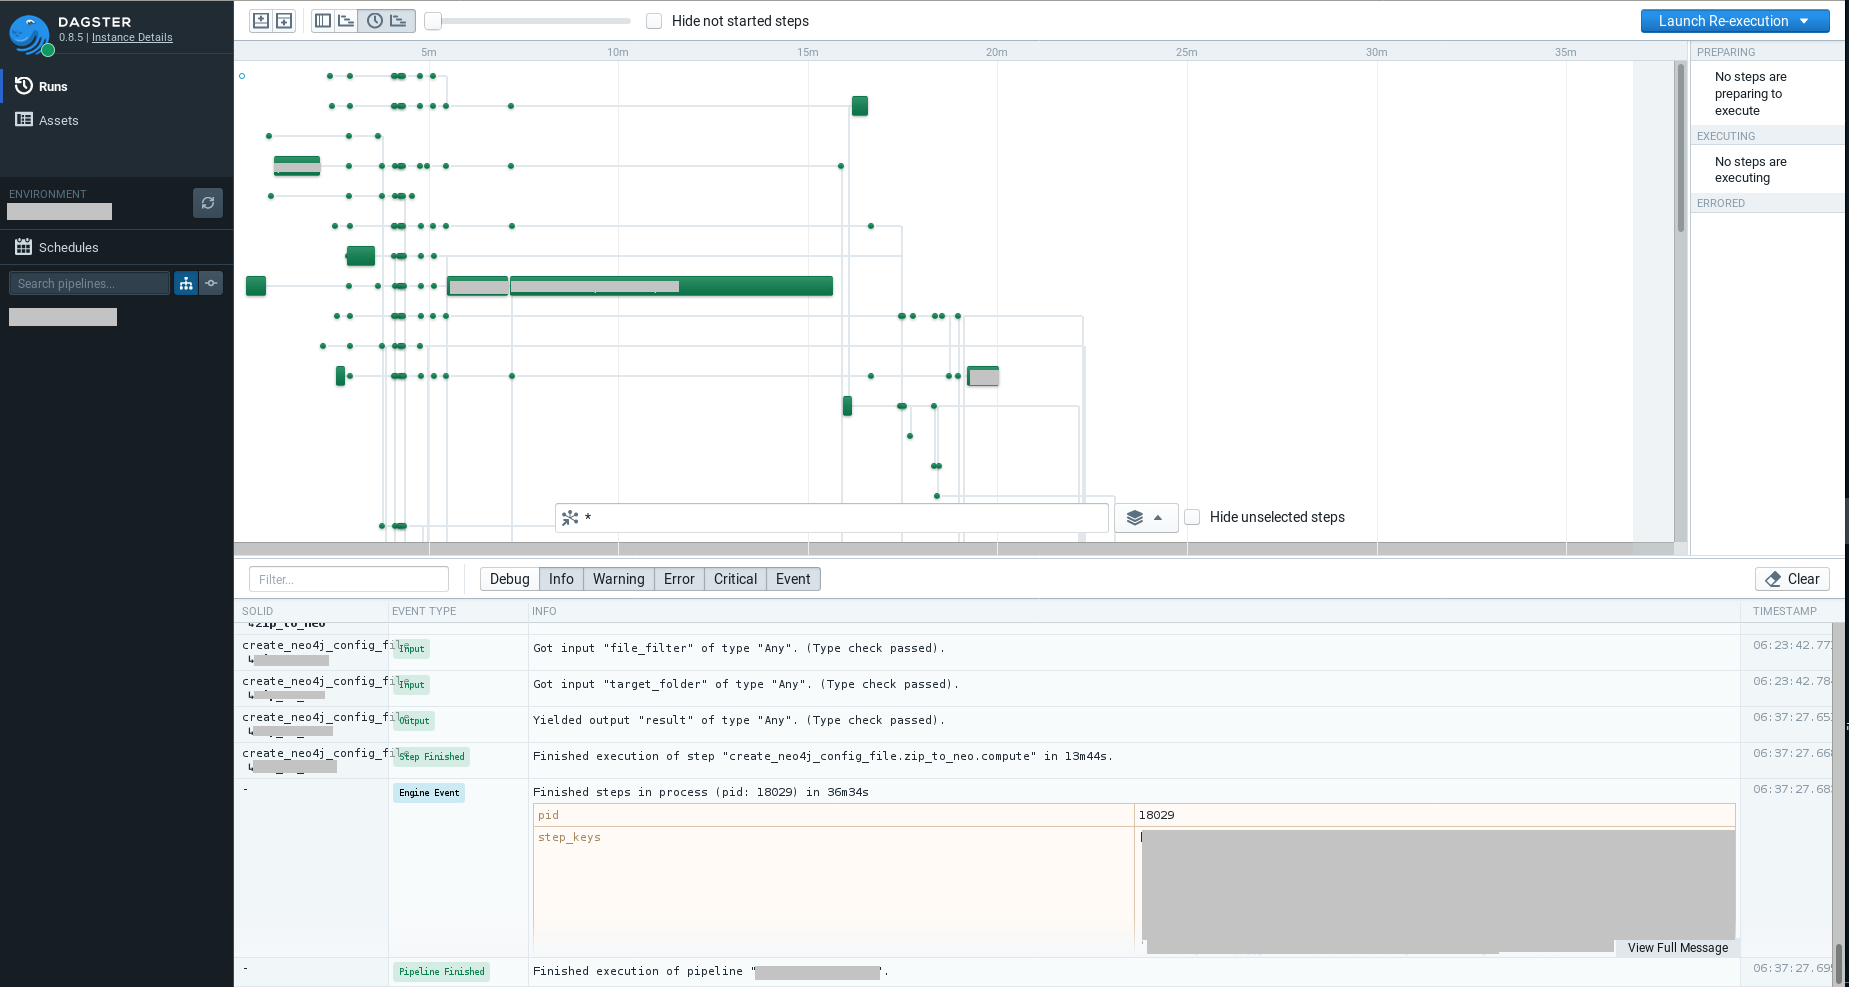 DAGSTER
0.8.5 | Instance Details
Runs
Assets
ENVIRONMENT
Schedules
Search pipelines...
Hide not started steps
Launch Re-execution
5m 10m 15m 20m 25m 30m 35m
PREPARING
No steps are
preparing to
execute
EXECUTING
No steps are
executing
ERRORED
*
Hide unselected steps
Filter...
Debug Info Warning Error Critical Event
Clear
SOLID EVENT TYPE INFO TIMESTAMP
↳zip_to_neo
create_neo4j_config_file Input Got input "file_filter" of type "Any". (Type check passed). 06:23:42.77
↳
create_neo4j_config_file Input Got input "target_folder" of type "Any". (Type check passed). 06:23:42.78
↳
create_neo4j_config_file Output Yielded output "result" of type "Any". (Type check passed). 06:37:27.65
↳
create_neo4j_config_file Step Finished Finished execution of step "create_neo4j_config_file.zip_to_neo.compute" in 13m44s. 06:37:27.66
↳
- Engine Event Finished steps in process (pid: 18029) in 36m34s 06:37:27.68
pid 18029
step_keys
View Full Message
- Pipeline Finished Finished execution of pipeline " ". 06:37:27.69